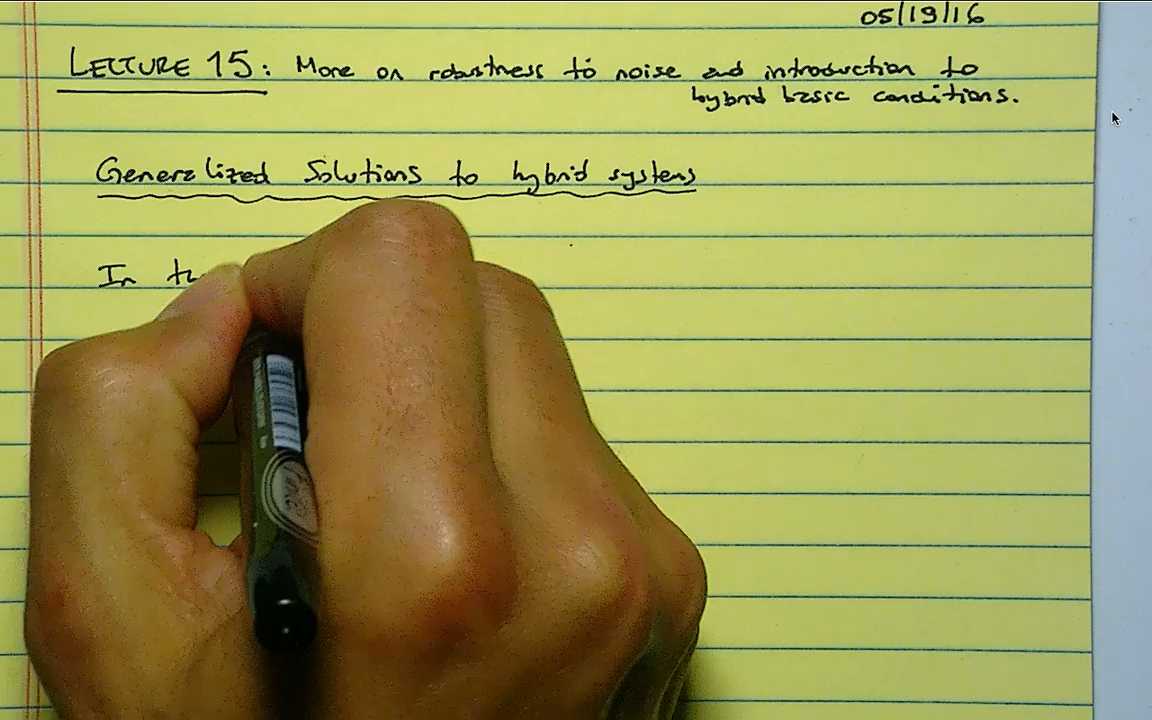 05/19/16
LECTURE 15: More on robustness to noise and introduction to
hybrid basic conditions.
Generalized Solutions to hybrid systems
In